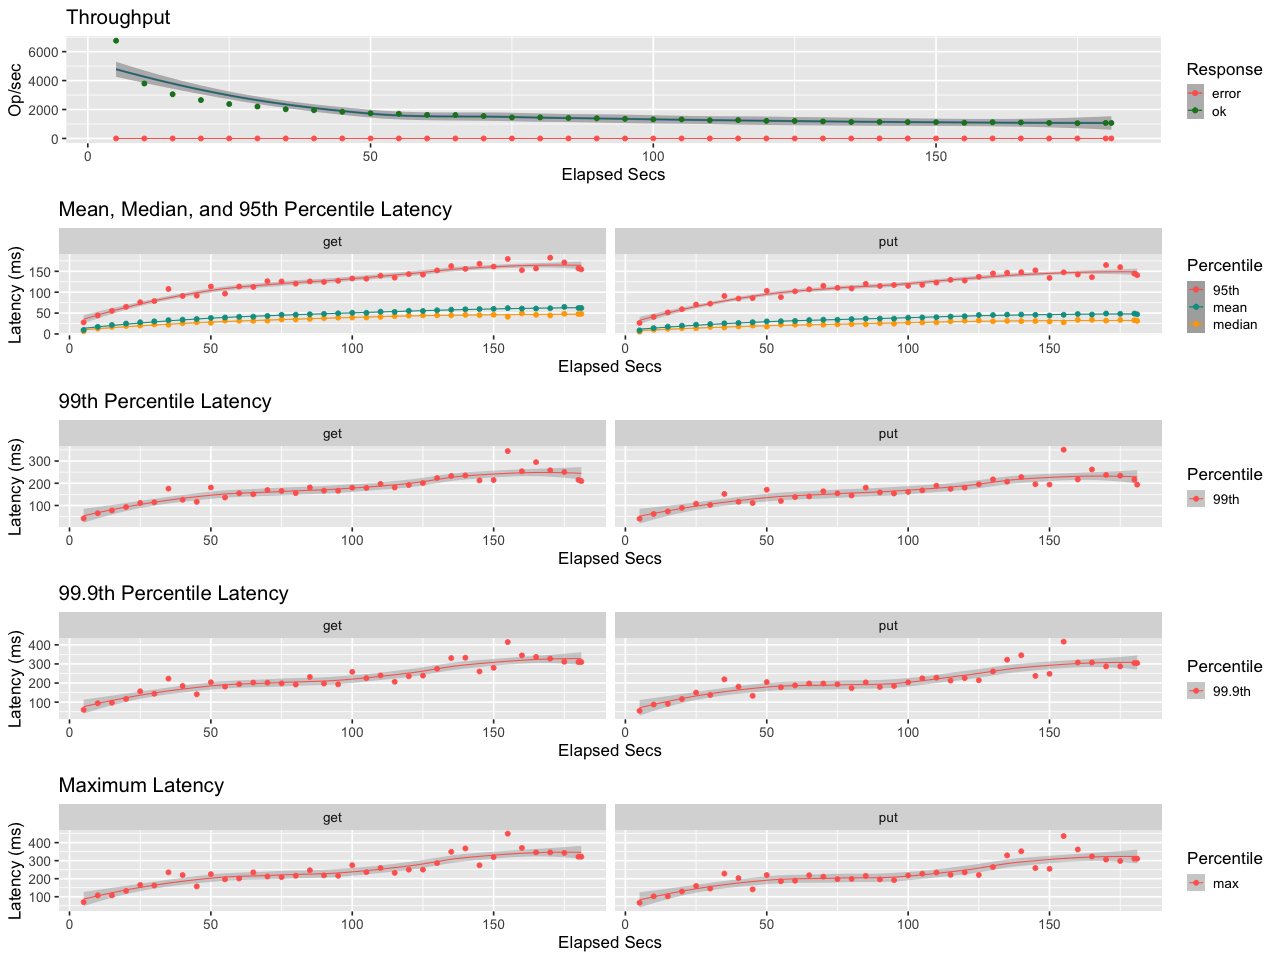 Throughput
Op/sec
6000
4000
2000
0
0 50 100 150
Elapsed Secs
Response
error
ok
Mean, Median, and 95th Percentile Latency
get put
Latency (ms)
150
100
50
0
0 50 100 150 0 50 100 150
Elapsed Secs
Percentile
95th
mean
median
99th Percentile Latency
get put
Latency (ms)
300
200
100
0 50 100 150 0 50 100 150
Elapsed Secs
Percentile
99th
99.9th Percentile Latency
get put
Latency (ms)
400
300
200
100
0 50 100 150 0 50 100 150
Elapsed Secs
Percentile
99.9th
Maximum Latency
get put
Latency (ms)
400
300
200
100
0 50 100 150 0 50 100 150
Elapsed Secs
Percentile
max